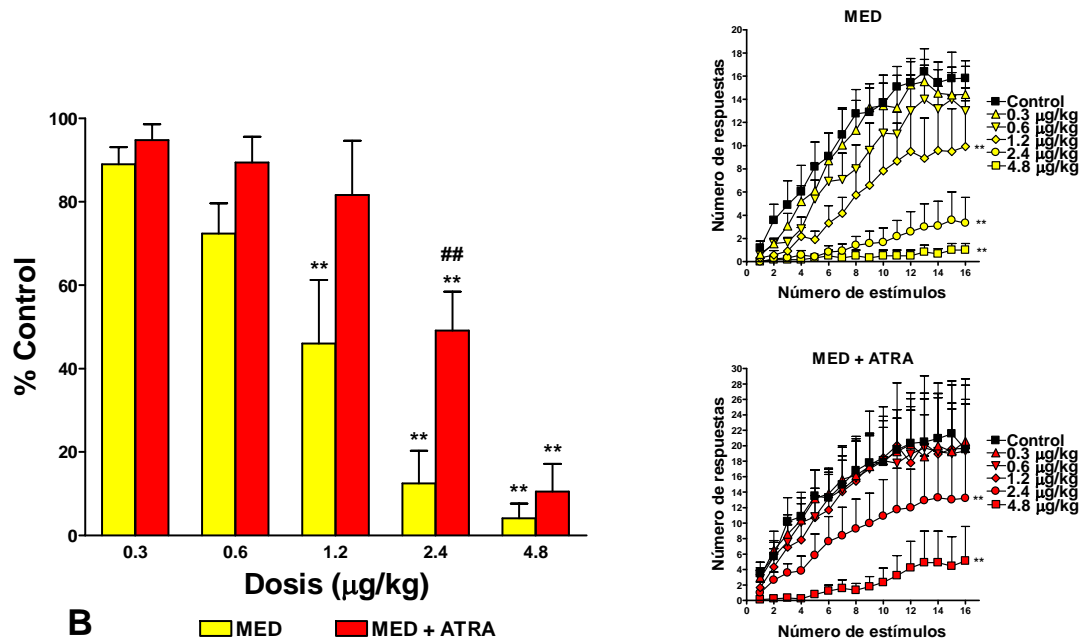 % Control
100
80
60
40
20
0
**
##
**
**
**
**
**
0.3 0.6 1.2 2.4 4.8
Dosis (μg/kg)
B
MED MED + ATRA
MED
Número de respuestas
20
18
16
14
12
10
8
6
4
2
0
0 2 4 6 8 10 12 14 16
Número de estímulos
Control
0.3 μg/kg
0.6 μg/kg
1.2 μg/kg
2.4 μg/kg
4.8 μg/kg
**
**
**
MED + ATRA
Número de respuestas
30
28
26
24
22
20
18
16
14
12
10
8
6
4
2
0
0 2 4 6 8 10 12 14 16
Número de estímulos
Control
0.3 μg/kg
0.6 μg/kg
1.2 μg/kg
2.4 μg/kg
4.8 μg/kg
**
**